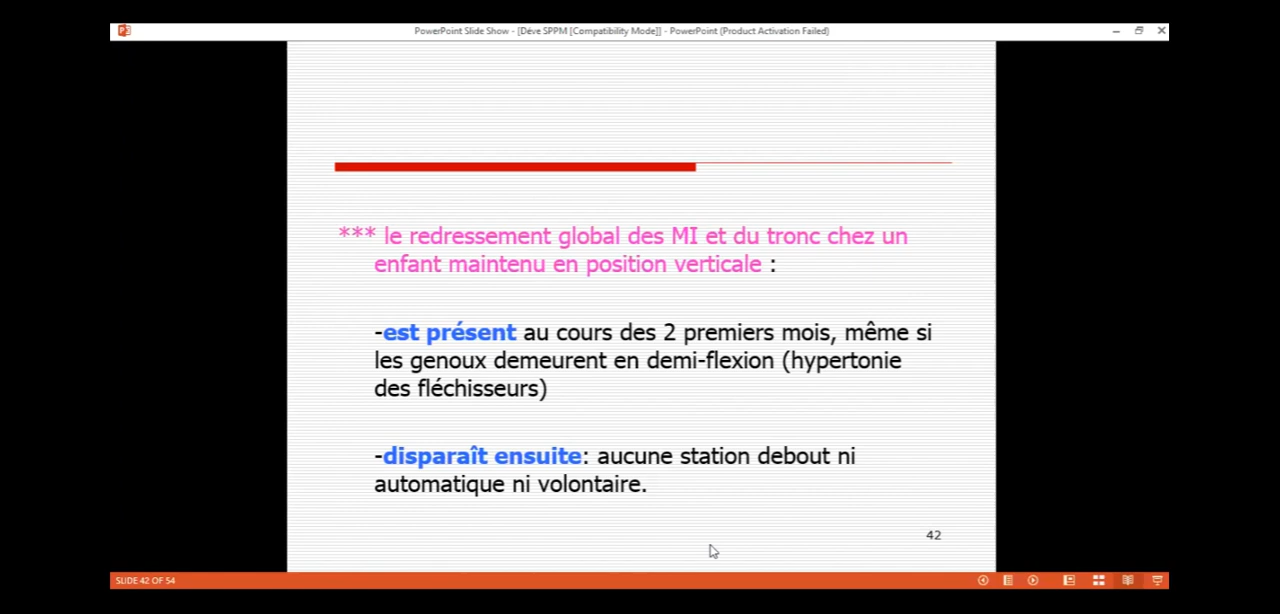 PowerPoint Slide Show - [Deve SPPM [Compatibility Mode]] - PowerPoint (Product Activation Failed)
*** le redressement global des MI et du tronc chez un
enfant maintenu en position verticale :
-est présent au cours des 2 premiers mois, même si
les genoux demeurent en demi-flexion (hypertonie
des fléchisseurs)
-disparaît ensuite: aucune station debout ni
automatique ni volontaire.
42
SLIDE 42 OF 54